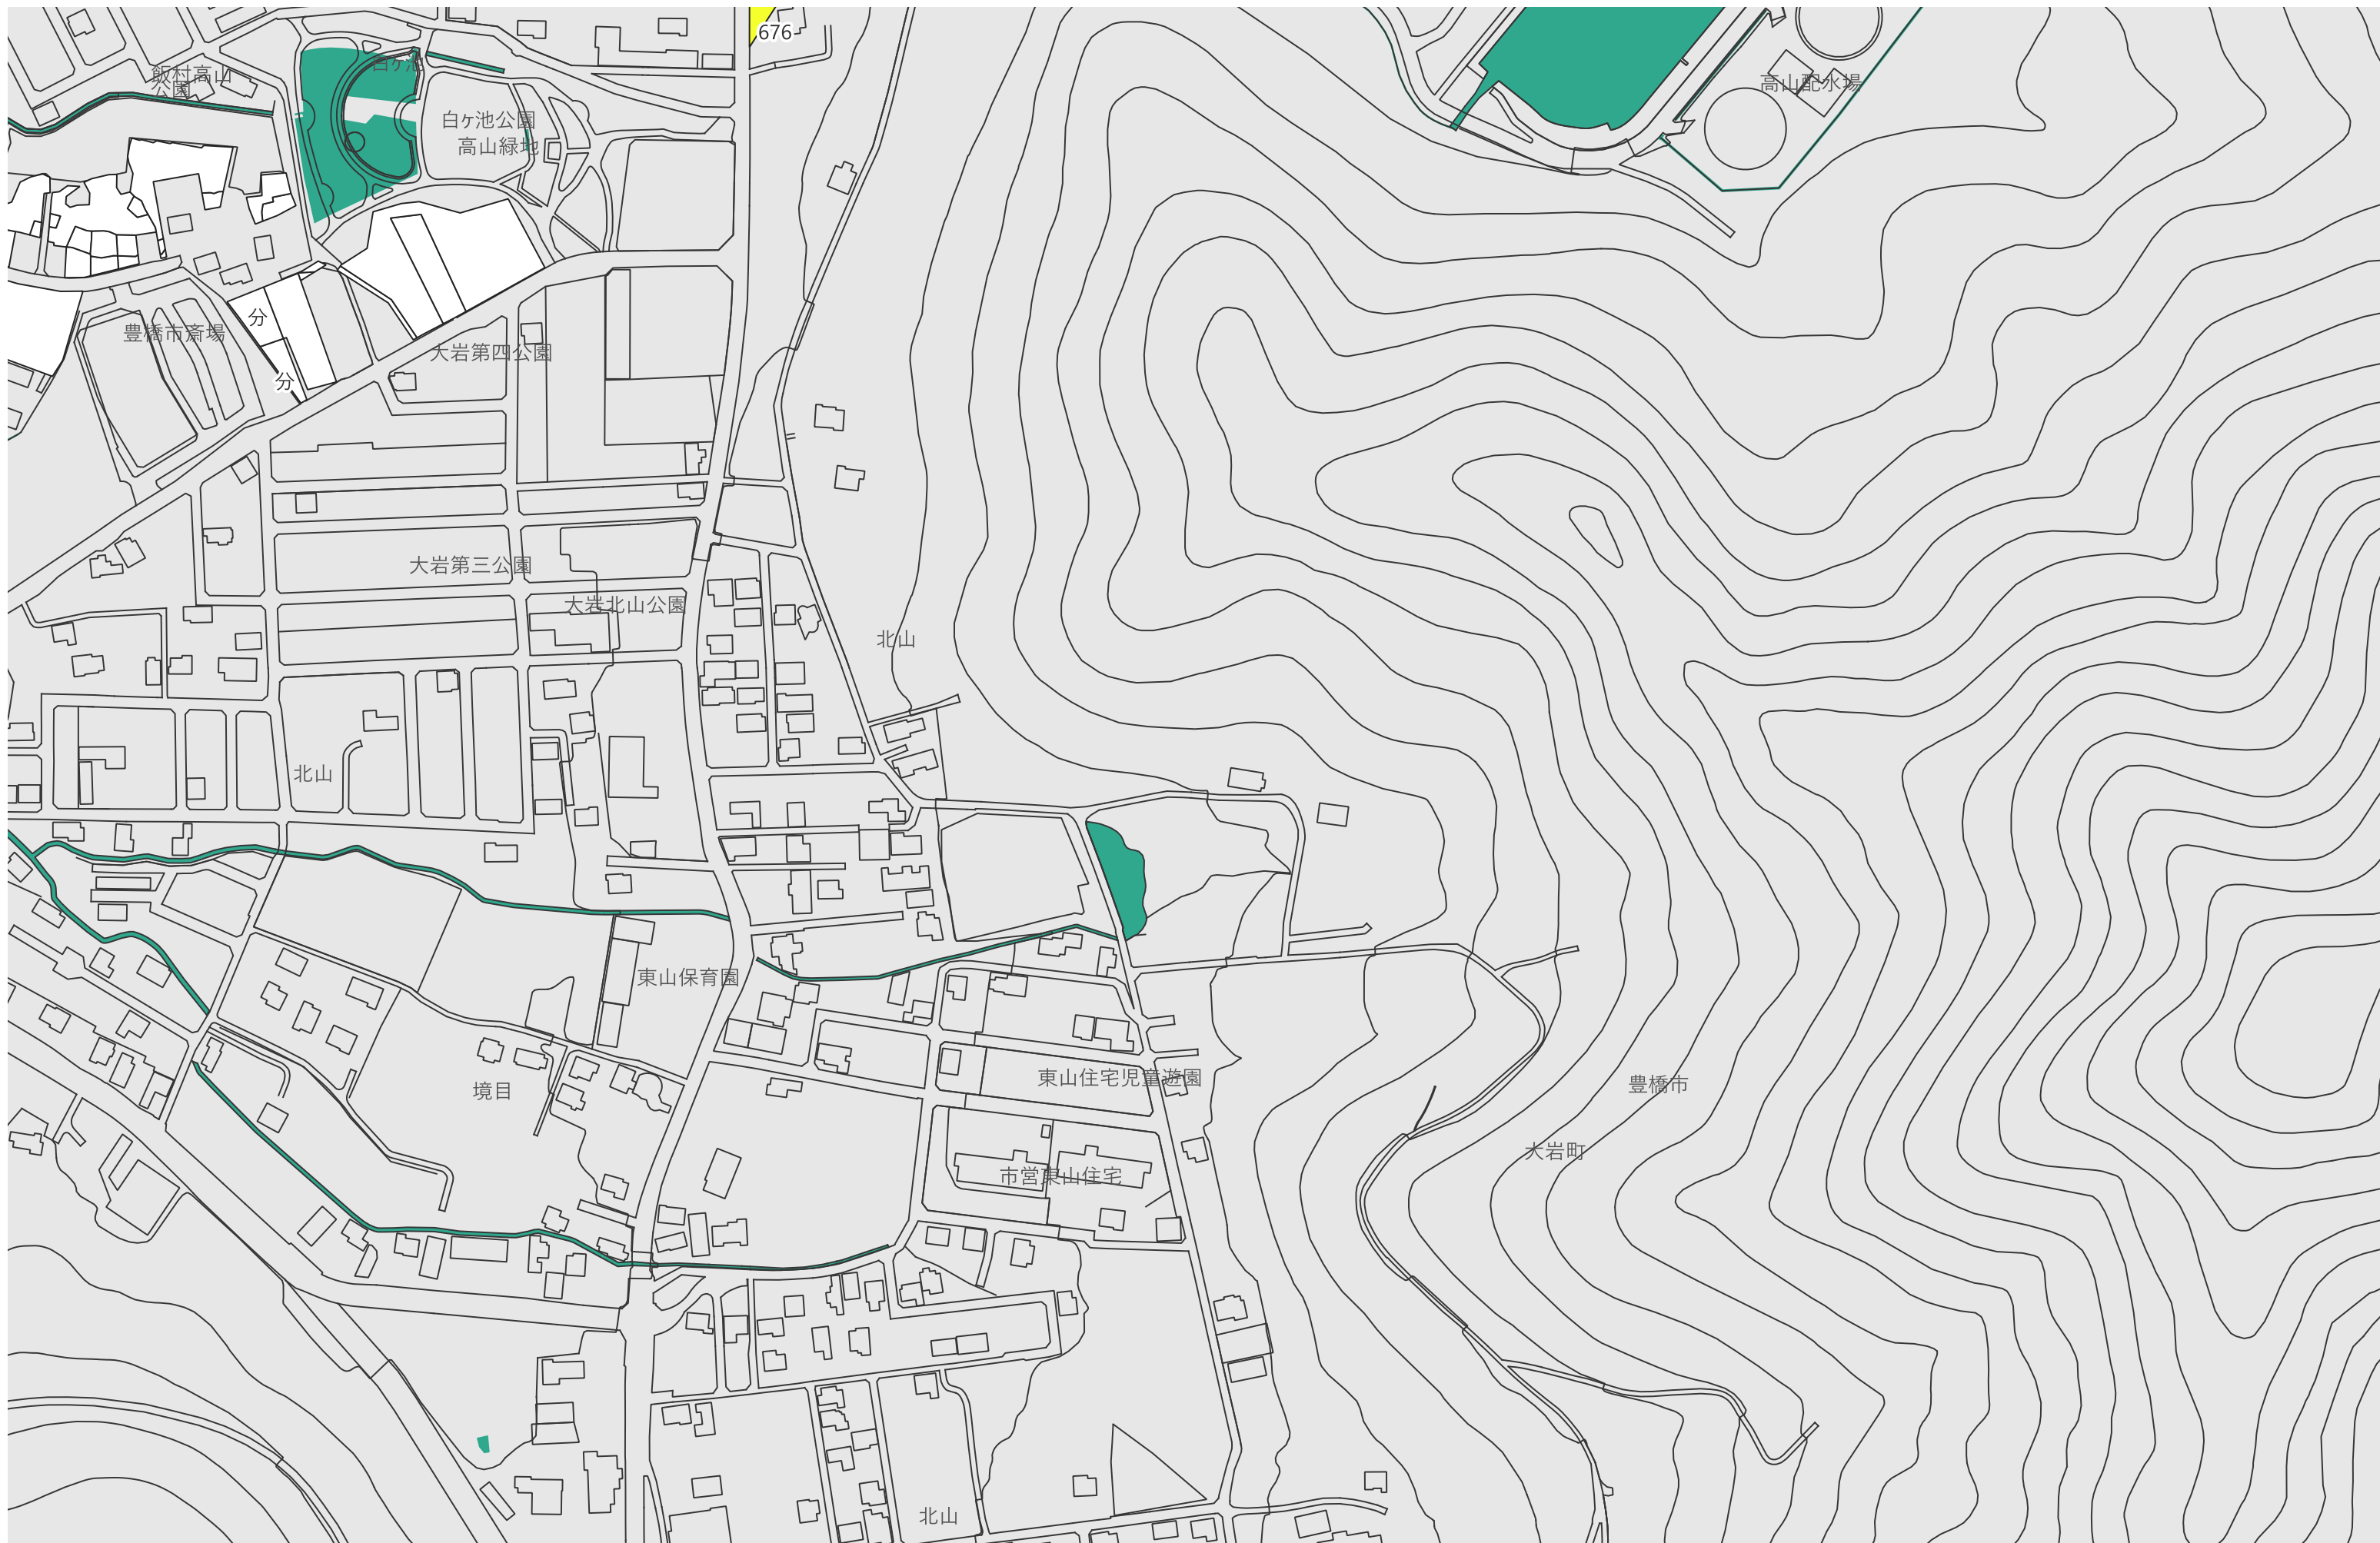 676
白ヶ池
飯村高山
公園
高山配水場
白ヶ池公園
高山緑地
分
豊橋市斎場
大岩第四公園
分
大岩第三公園
大岩北山公園
北山
北山
東山保育園
東山住宅児童遊園
豊橋市
境目
大岩町
市営東山住宅
北山